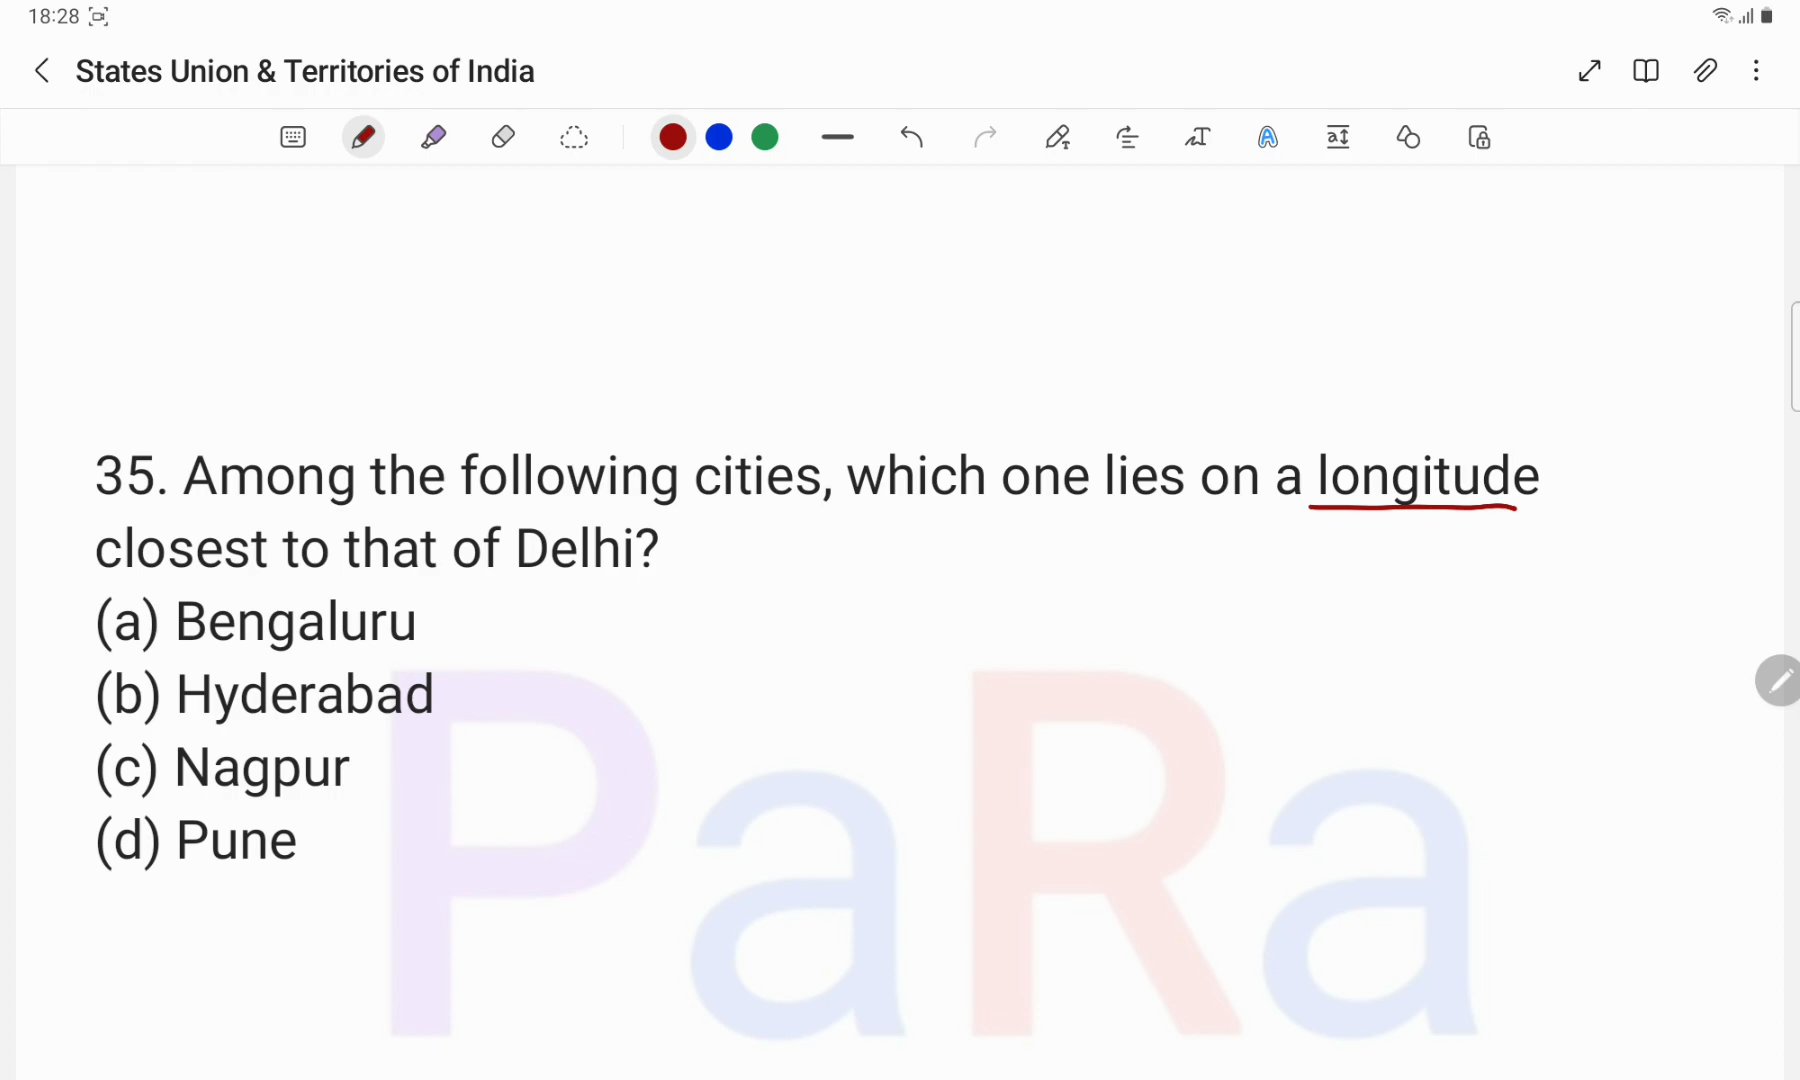 18:28
States Union & Territories of India
35. Among the following cities, which one lies on a longitude
closest to that of Delhi?
(a) Bengaluru
(b) Hyderabad
(c) Nagpur
(d) Pune
PaRa